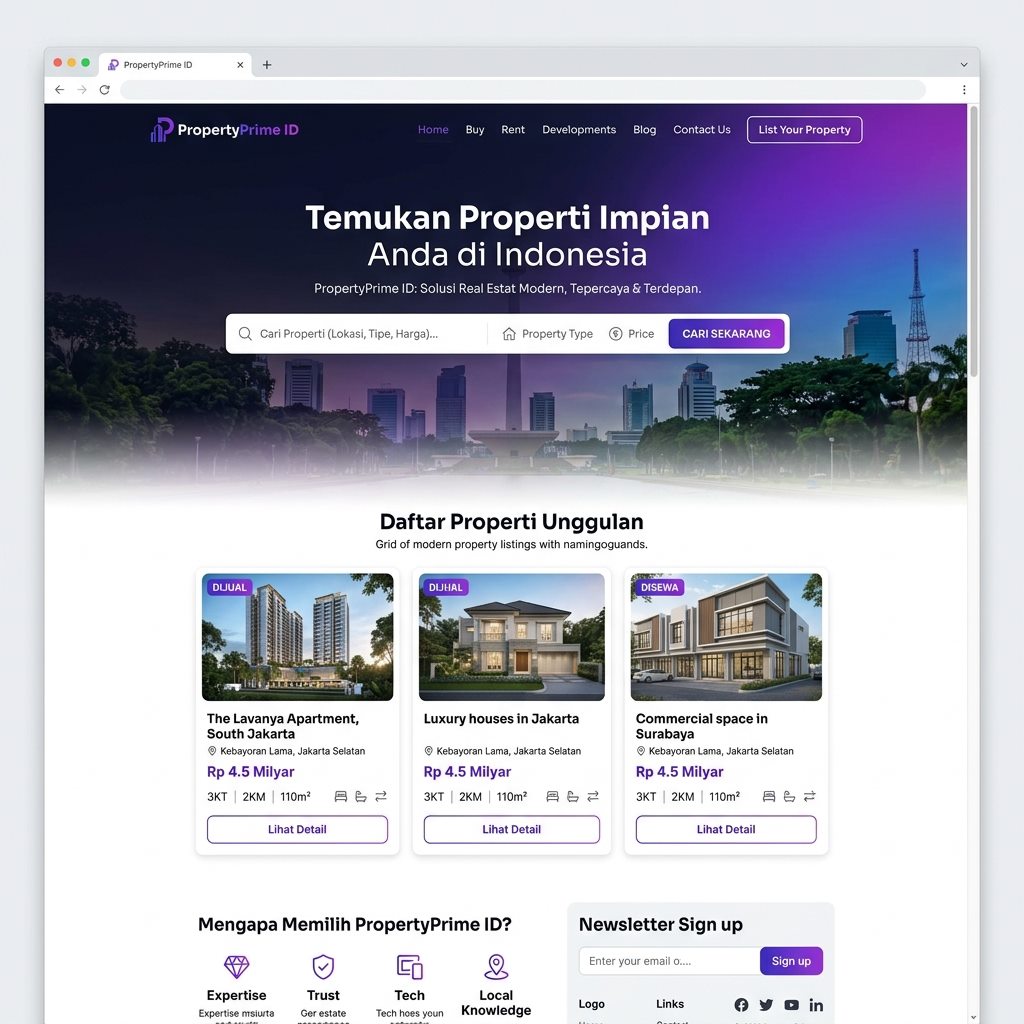 PropertyPrime ID
PropertyPrime ID
Home
Buy
Rent
Developments
Blog
Contact Us
List Your Property
Temukan Properti Impian
Anda di Indonesia
PropertyPrime ID: Solusi Real Estat Modern, Tepercaya & Terdepan.
Cari Properti (Lokasi, Tipe, Harga)...
Property Type
Price
CARI SEKARANG
Daftar Properti Unggulan
Grid of modern property listings with namingoguands.
DIJUAL
The Lavanya Apartment,
South Jakarta
Kebayoran Lama, Jakarta Selatan
Rp 4.5 Milyar
3KT | 2KM | 110m²
Lihat Detail
Luxury houses in Jakarta
Kebayoran Lama, Jakarta Selatan
Rp 4.5 Milyar
3KT | 2KM | 110m²
Lihat Detail
DISEWA
Commercial space in
Surabaya
Kebayoran Lama, Jakarta Selatan
Rp 4.5 Milyar
3KT | 2KM | 110m²
Lihat Detail
Mengapa Memilih PropertyPrime ID?
Expertise
Expertise
Trust
Ger estate
Tech
Tech hoes youn
Local
Knowledge
Newsletter Sign up
Enter your email o....
Sign up
Logo
Links